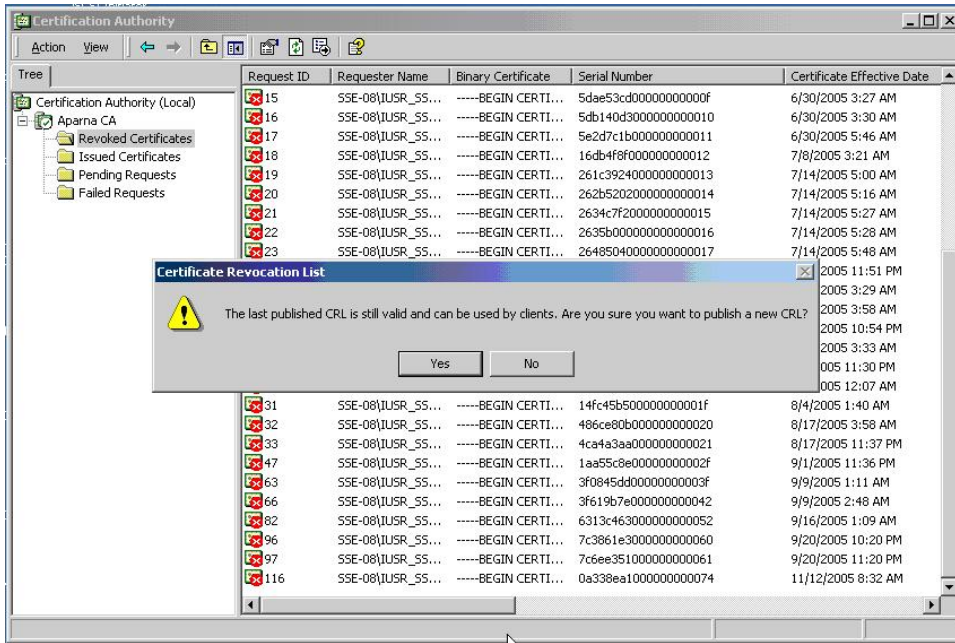 Certification Authority
Action View
Tree
Request ID Requester Name Binary Certificate Serial Number Certificate Effective Date
Certification Authority (Local)
Aparna CA
Revoked Certificates
Issued Certificates
Pending Requests
Failed Requests
15 SSE-08\IUSR_SS... -----BEGIN CERTI... 5dae53cd00000000000f 6/30/2005 3:27 AM
16 SSE-08\IUSR_SS... -----BEGIN CERTI... 5db140d3000000000010 6/30/2005 3:30 AM
17 SSE-08\IUSR_SS... -----BEGIN CERTI... 5e2d7c1b000000000011 6/30/2005 5:46 AM
18 SSE-08\IUSR_SS... -----BEGIN CERTI... 16db4f8f000000000012 7/8/2005 3:21 AM
19 SSE-08\IUSR_SS... -----BEGIN CERTI... 261c3924000000000013 7/14/2005 5:00 AM
20 SSE-08\IUSR_SS... -----BEGIN CERTI... 262b5202000000000014 7/14/2005 5:16 AM
21 SSE-08\IUSR_SS... -----BEGIN CERTI... 2634c7f2000000000015 7/14/2005 5:27 AM
22 SSE-08\IUSR_SS... -----BEGIN CERTI... 2635b000000000000016 7/14/2005 5:28 AM
23 SSE-08\IUSR_SS... -----BEGIN CERTI... 26485040000000000017 7/14/2005 5:48 AM
2005 11:51 PM
2005 3:29 AM
2005 3:58 AM
2005 10:54 PM
2005 3:33 AM
005 11:30 PM
005 12:07 AM
Certificate Revocation List
The last published CRL is still valid and can be used by clients. Are you sure you want to publish a new CRL?
Yes No
31 SSE-08\IUSR_SS... -----BEGIN CERTI... 14fc45b500000000001f 8/4/2005 1:40 AM
32 SSE-08\IUSR_SS... -----BEGIN CERTI... 486ce80b000000000020 8/17/2005 3:58 AM
33 SSE-08\IUSR_SS... -----BEGIN CERTI... 4ca4a3aa000000000021 8/17/2005 11:37 PM
47 SSE-08\IUSR_SS... -----BEGIN CERTI... 1aa55c8e00000000002f 9/1/2005 11:36 PM
63 SSE-08\IUSR_SS... -----BEGIN CERTI... 3f0845dd00000000003f 9/9/2005 1:11 AM
66 SSE-08\IUSR_SS... -----BEGIN CERTI... 3f619b7e000000000042 9/9/2005 2:48 AM
82 SSE-08\IUSR_SS... -----BEGIN CERTI... 6313c463000000000052 9/16/2005 1:09 AM
96 SSE-08\IUSR_SS... -----BEGIN CERTI... 7c3861e3000000000060 9/20/2005 10:20 PM
97 SSE-08\IUSR_SS... -----BEGIN CERTI... 7c6ee351000000000061 9/20/2005 11:20 PM
116 SSE-08\IUSR_SS... -----BEGIN CERTI... 0a338ea1000000000074 11/12/2005 8:32 AM